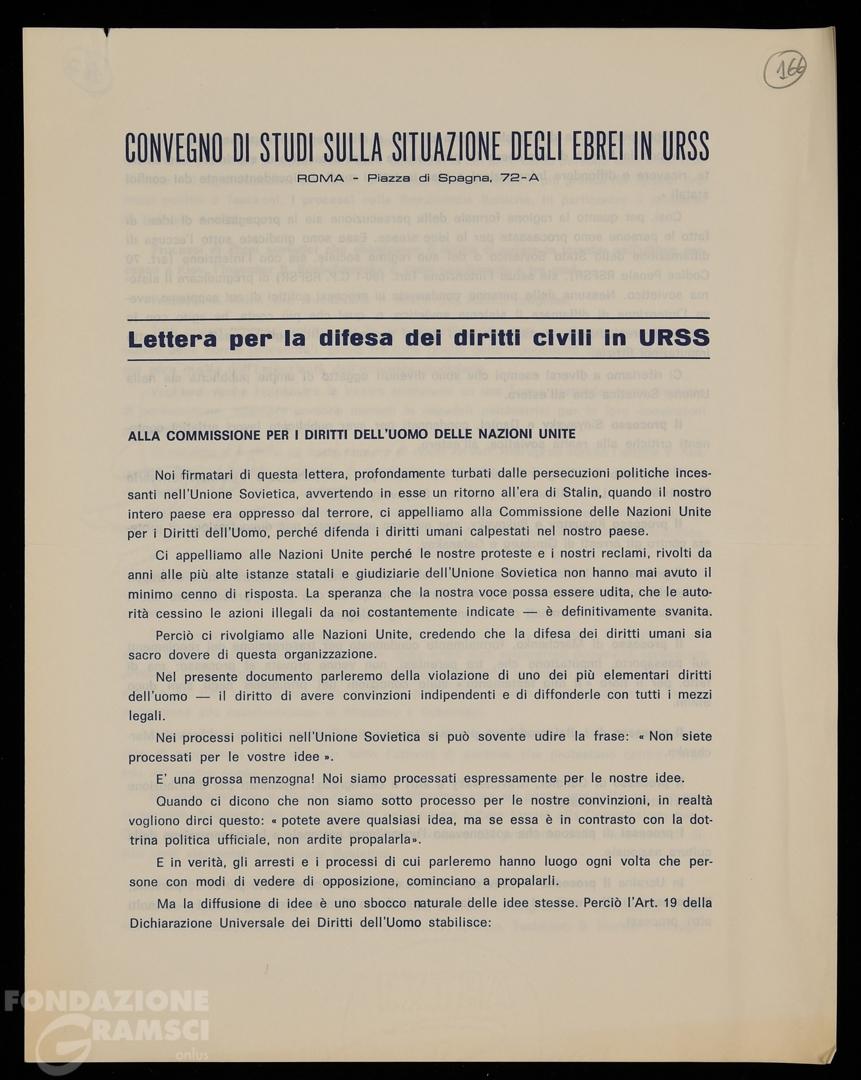 166
CONVEGNO DI STUDI SULLA SITUAZIONE DEGLI EBREI IN URSS
ROMA - Piazza di Spagna, 72-A
Lettera per la difesa dei diritti civili in URSS
ALLA COMMISSIONE PER I DIRITTI DELL'UOMO DELLE NAZIONI UNITE
Noi firmatari di questa lettera, profondamente turbati dalle persecuzioni politiche inces-
santi nell'Unione Sovietica, avvertendo in esse un ritorno all'era di Stalin, quando il nostro
intero paese era oppresso dal terrore, ci appelliamo alla Commissione delle Nazioni Unite
per i Diritti dell'Uomo, perché difenda i diritti umani calpestati nel nostro paese.
Ci appelliamo alle Nazioni Unite perché le nostre proteste e i nostri reclami, rivolti da
anni alle più alte istanze statali e giudiziarie dell'Unione Sovietica non hanno mai avuto il
minimo cenno di risposta. La speranza che la nostra voce possa essere udita, che le auto-
rità cessino le azioni illegali da noi costantemente indicate — è definitivamente svanita.
Perciò ci rivolgiamo alle Nazioni Unite, credendo che la difesa dei diritti umani sia
sacro dovere di questa organizzazione.
Nel presente documento parleremo della violazione di uno dei più elementari diritti
dell'uomo — il diritto di avere convinzioni indipendenti e di diffonderle con tutti i mezzi
legali.
Nei processi politici nell'Unione Sovietica si può sovente udire la frase: « Non siete
processati per le vostre idee ».
E' una grossa menzogna! Noi siamo processati espressamente per le nostre idee.
Quando ci dicono che non siamo sotto processo per le nostre convinzioni, in realtà
vogliono dirci questo: « potete avere qualsiasi idea, ma se essa è in contrasto con la dot-
trina politica ufficiale, non ardite propalarla».
E in verità, gli arresti e i processi di cui parleremo hanno luogo ogni volta che per-
sone con modi di vedere di opposizione, cominciano a propalarli.
Ma la diffusione di idee è uno sbocco naturale delle idee stesse. Perciò l'Art. 19 della
Dichiarazione Universale dei Diritti dell'Uomo stabilisce:
FONDAZIONE
GRAMSCI
onlus